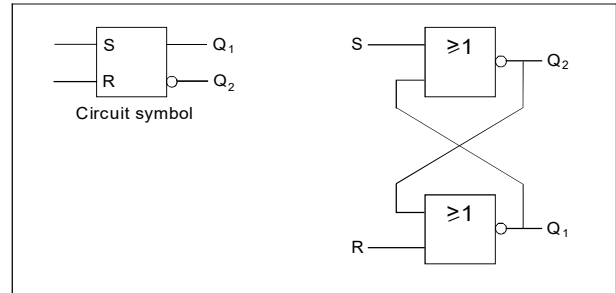 S
Q₁
R
Q₂
Circuit symbol
S
≥1
Q₂
≥1
R
Q₁